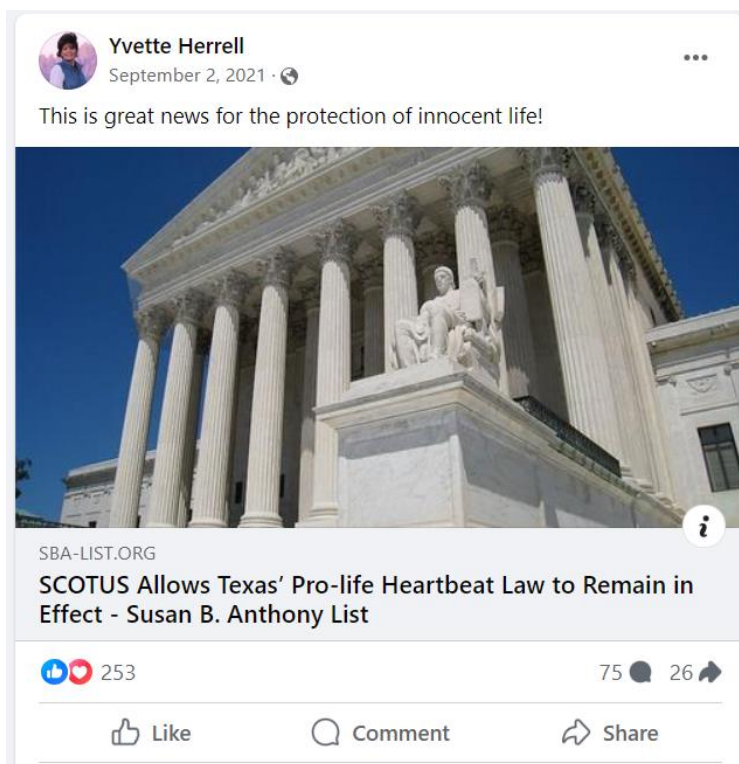 Yvette Herrell
September 2, 2021 ·
This is great news for the protection of innocent life!
i
SBA-LIST.ORG
SCOTUS Allows Texas' Pro-life Heartbeat Law to Remain in
Effect - Susan B. Anthony List
253 75 26
Like Comment Share